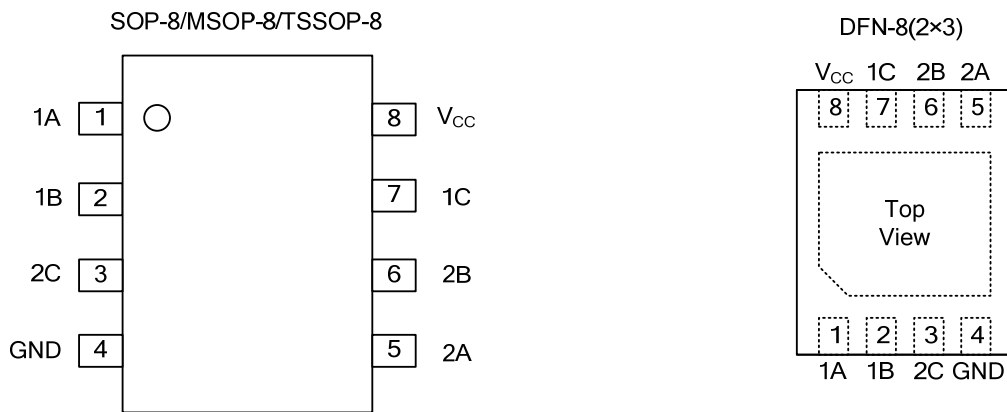 SOP-8/MSOP-8/TSSOP-8
1A 1 8 VCC
1B 2 7 1C
2C 3 6 2B
GND 4 5 2A
DFN-8(2×3)
VCC 1C 2B 2A
8 7 6 5
Top
View
1 2 3 4
1A 1B 2C GND